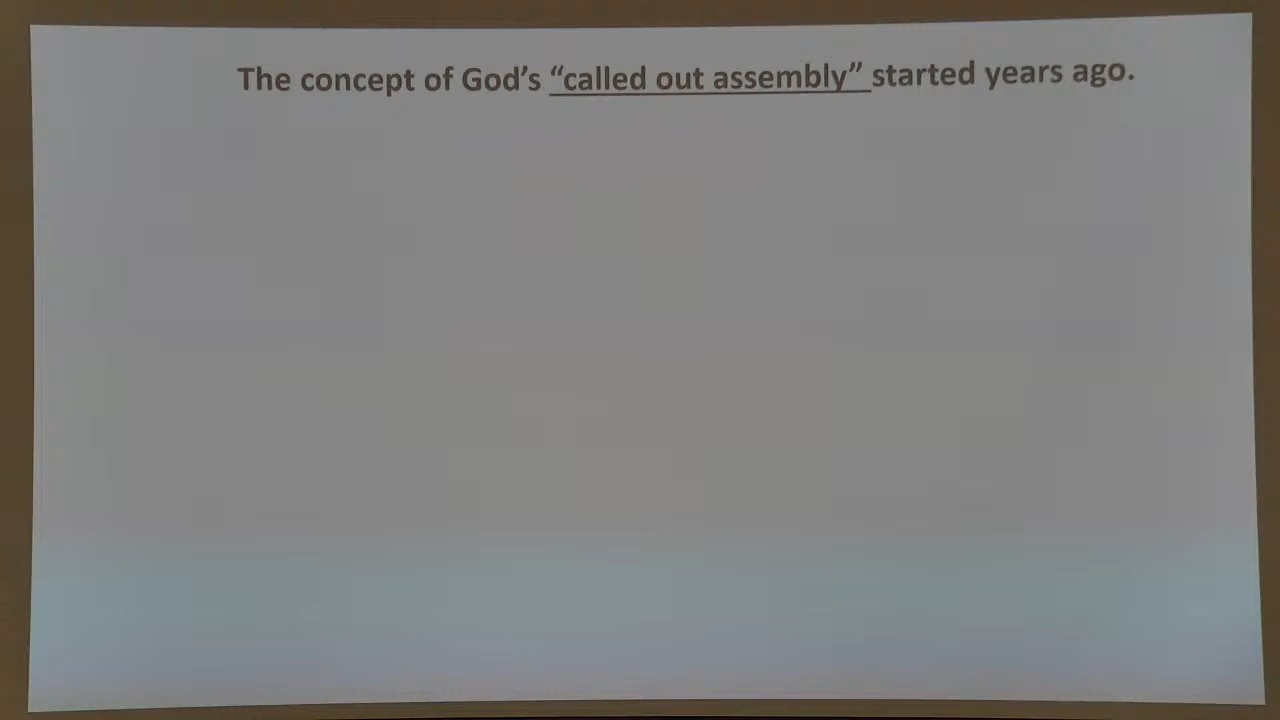 The concept of God’s “called out assembly” started years ago.